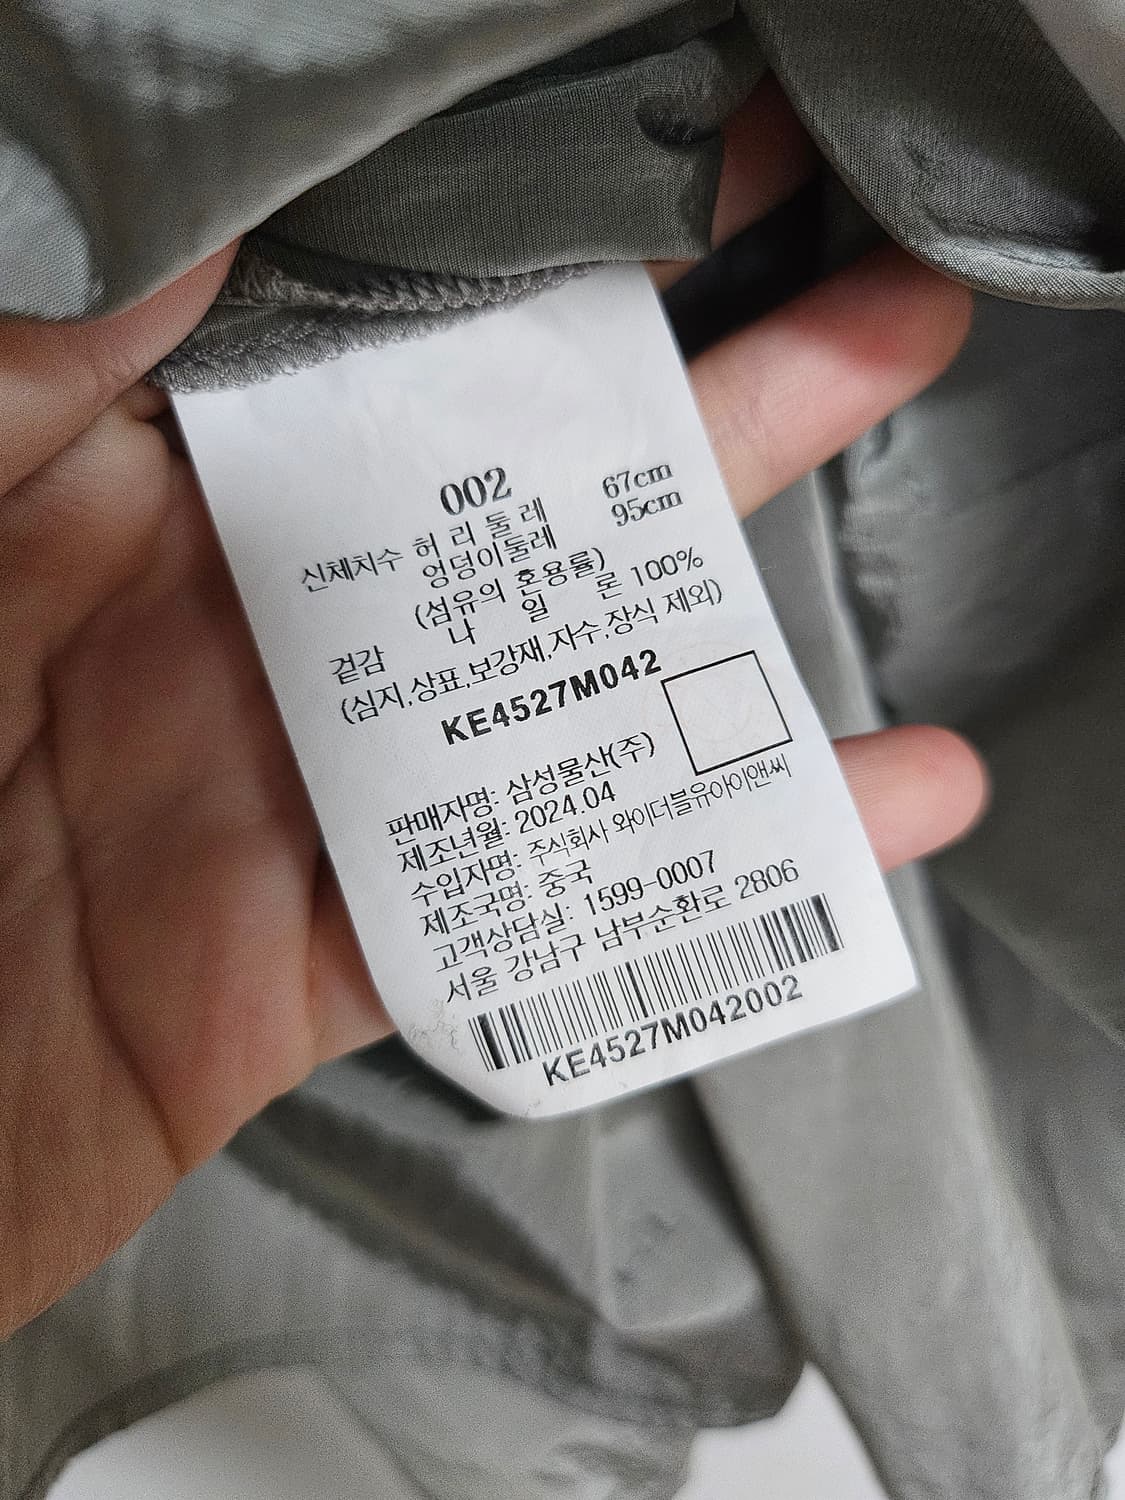 002
신체치수 허 리 둘 레 67cm
엉덩이둘레 95cm
(섬유의 혼용률)
겉감 나 일 론 100%
(심지,상표,보강재,자수,장식 제외)
KE4527M042
판매자명: 삼성물산(주)
제조년월: 2024.04
수입자명: 주식회사 와이더블유아이앤씨
제조국명: 중국
고객상담실: 1599-0007
서울 강남구 남부순환로 2806
KE4527M042002